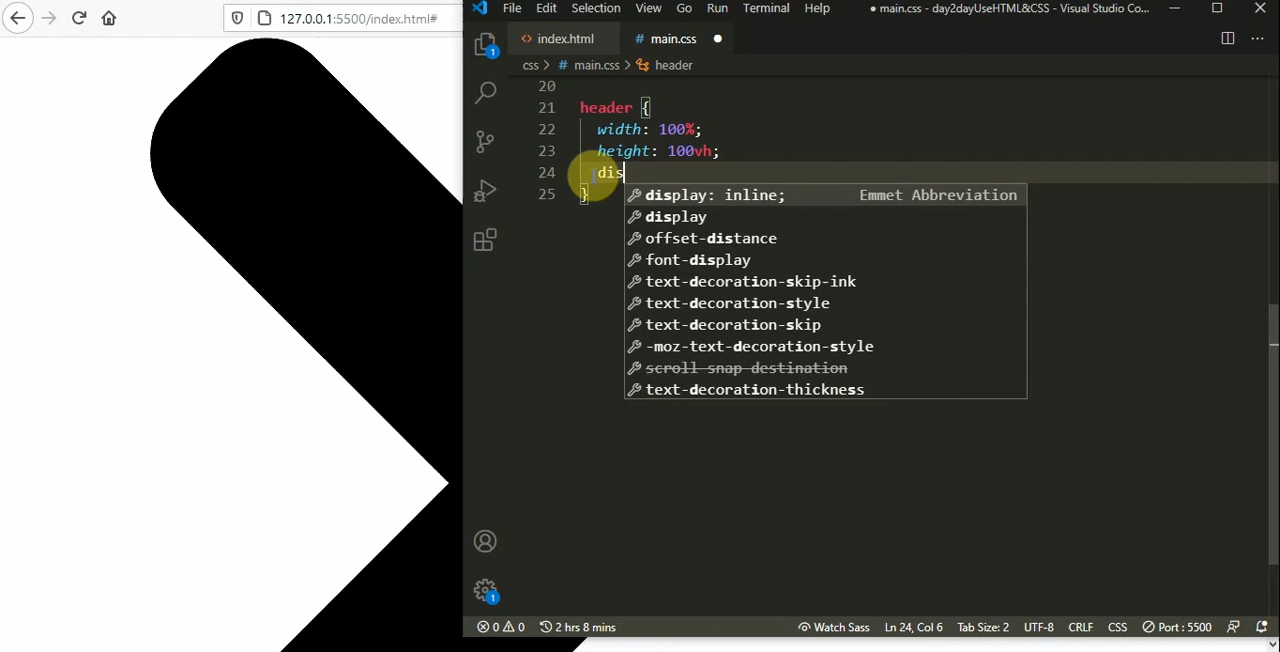 127.0.0.1:5500/index.html#
File Edit Selection View Go Run Terminal Help ● main.css - day2dayUseHTML&CSS - Visual Studio Co...
<> index.html # main.css ●
css > # main.css > header
20
21 header {
22 width: 100%;
23 height: 100vh;
24 dis
25 }
display: inline; Emmet Abbreviation
display
offset-distance
font-display
text-decoration-skip-ink
text-decoration-style
text-decoration-skip
-moz-text-decoration-style
scroll-snap-destination
text-decoration-thickness
1
1
0 0 2 hrs 8 mins Watch Sass Ln 24, Col 6 Tab Size: 2 UTF-8 CRLF CSS Port : 5500